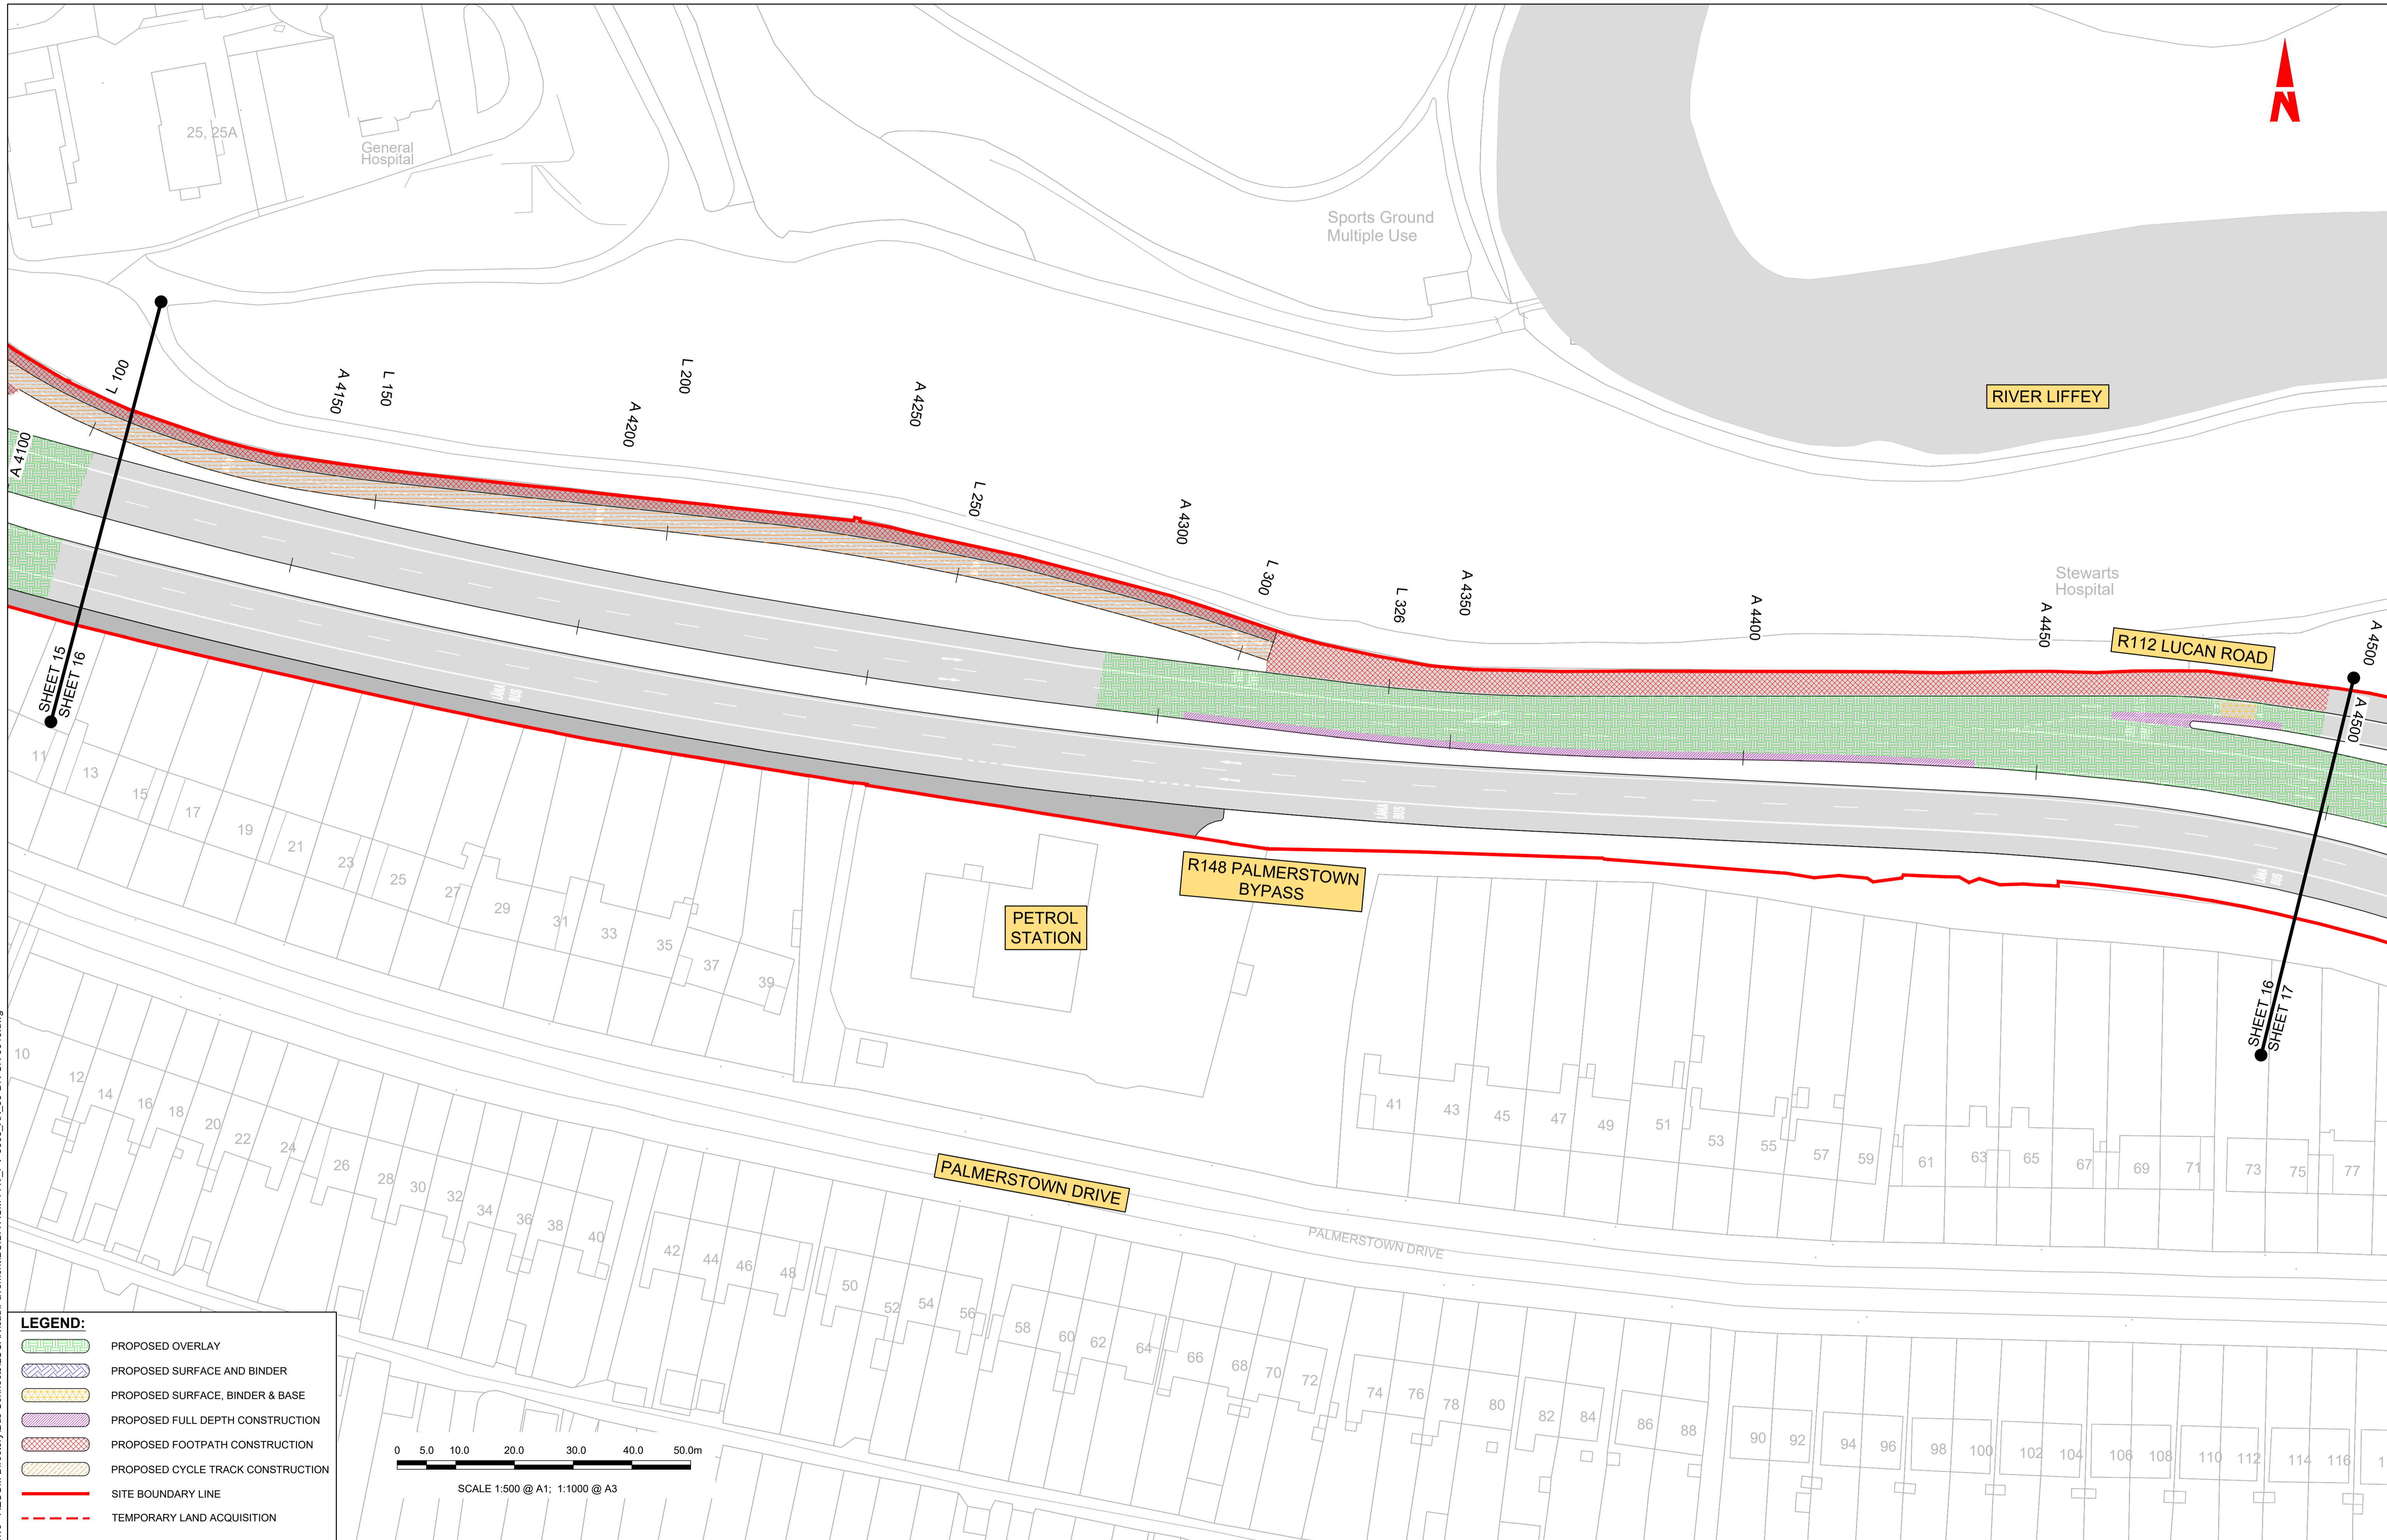 25, 25A
General
Hospital
Sports Ground
Multiple Use
N
RIVER LIFFEY
L 100
A 4150
L 150
A 4200
L 200
A 4250
L 250
A 4300
L 300
L 326
A 4350
A 4400
A 4450
A 4500
A 4100
Stewarts
Hospital
R112 LUCAN ROAD
A 4500
SHEET 15
SHEET 16
LÁNA
BUS
LÁNA
BUS
LÁNA
BUS
R148 PALMERSTOWN
BYPASS
PETROL
STATION
11
13
15
17
19
21
23
25
27
29
31
33
35
37
39
SHEET 16
SHEET 17
41
43
45
47
49
51
53
55
57
59
61
63
65
67
69
71
73
75
77
PALMERSTOWN DRIVE
PALMERSTOWN DRIVE
10
12
14
16
18
20
22
24
26
28
30
32
34
36
38
40
42
44
46
48
50
52
54
56
58
60
62
64
66
68
70
72
74
76
78
80
82
84
86
88
90
92
94
96
98
100
102
104
106
108
110
112
114
116
LEGEND:
PROPOSED OVERLAY
PROPOSED SURFACE AND BINDER
PROPOSED SURFACE, BINDER & BASE
PROPOSED FULL DEPTH CONSTRUCTION
PROPOSED FOOTPATH CONSTRUCTION
PROPOSED CYCLE TRACK CONSTRUCTION
SITE BOUNDARY LINE
TEMPORARY LAND ACQUISITION
0 5.0 10.0 20.0 30.0 40.0 50.0m
SCALE 1:500 @ A1; 1:1000 @ A3